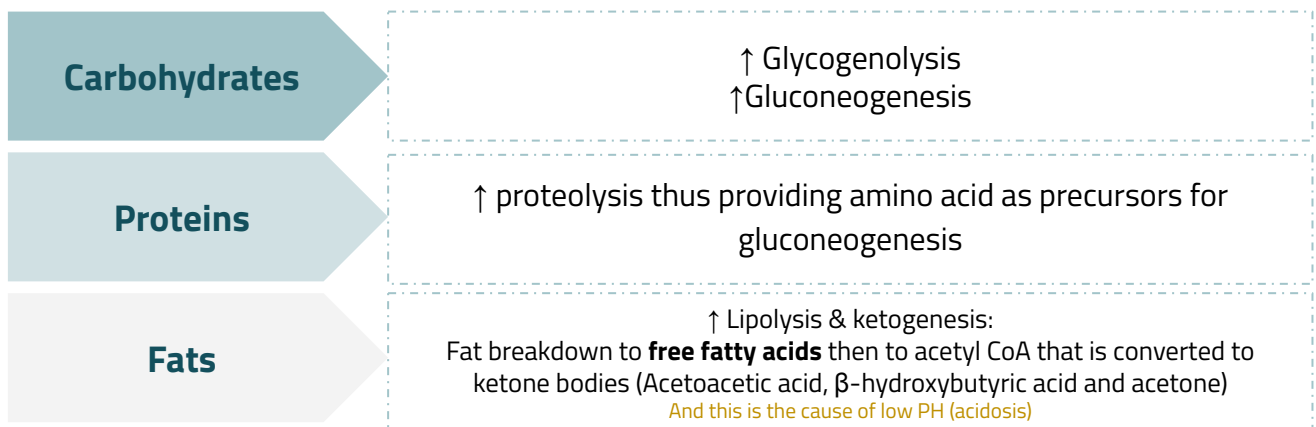 Carbohydrates
↑ Glycogenolysis
↑Gluconeogenesis
Proteins
↑ proteolysis thus providing amino acid as precursors for
gluconeogenesis
Fats
↑ Lipolysis & ketogenesis:
Fat breakdown to free fatty acids then to acetyl CoA that is converted to
ketone bodies (Acetoacetic acid, β-hydroxybutyric acid and acetone)
And this is the cause of low PH (acidosis)